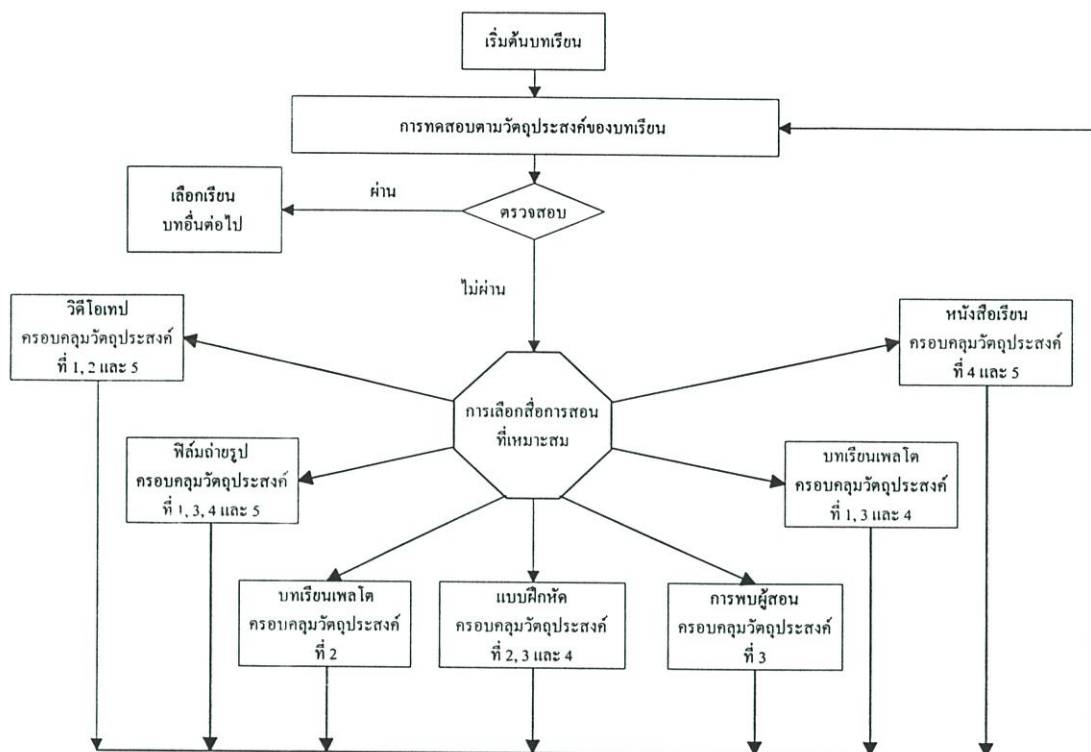 เริ่มต้นบทเรียน
การทดสอบตามวัตถุประสงค์ของบทเรียน
ผ่าน
เลือกเรียน
บทอื่นต่อไป
ตรวจสอบ
ไม่ผ่าน
วิดีโอเทป
ครอบคลุมวัตถุประสงค์
ที่ 1, 2 และ 5
หนังสือเรียน
ครอบคลุมวัตถุประสงค์
ที่ 4 และ 5
การเลือกสื่อการสอน
ที่เหมาะสม
ฟิล์มถ่ายรูป
ครอบคลุมวัตถุประสงค์
ที่ 1, 3, 4 และ 5
บทเรียนเพลโต
ครอบคลุมวัตถุประสงค์
ที่ 1, 3 และ 4
บทเรียนเพลโต
ครอบคลุมวัตถุประสงค์
ที่ 2
แบบฝึกหัด
ครอบคลุมวัตถุประสงค์
ที่ 2, 3 และ 4
การพบผู้สอน
ครอบคลุมวัตถุประสงค์
ที่ 3